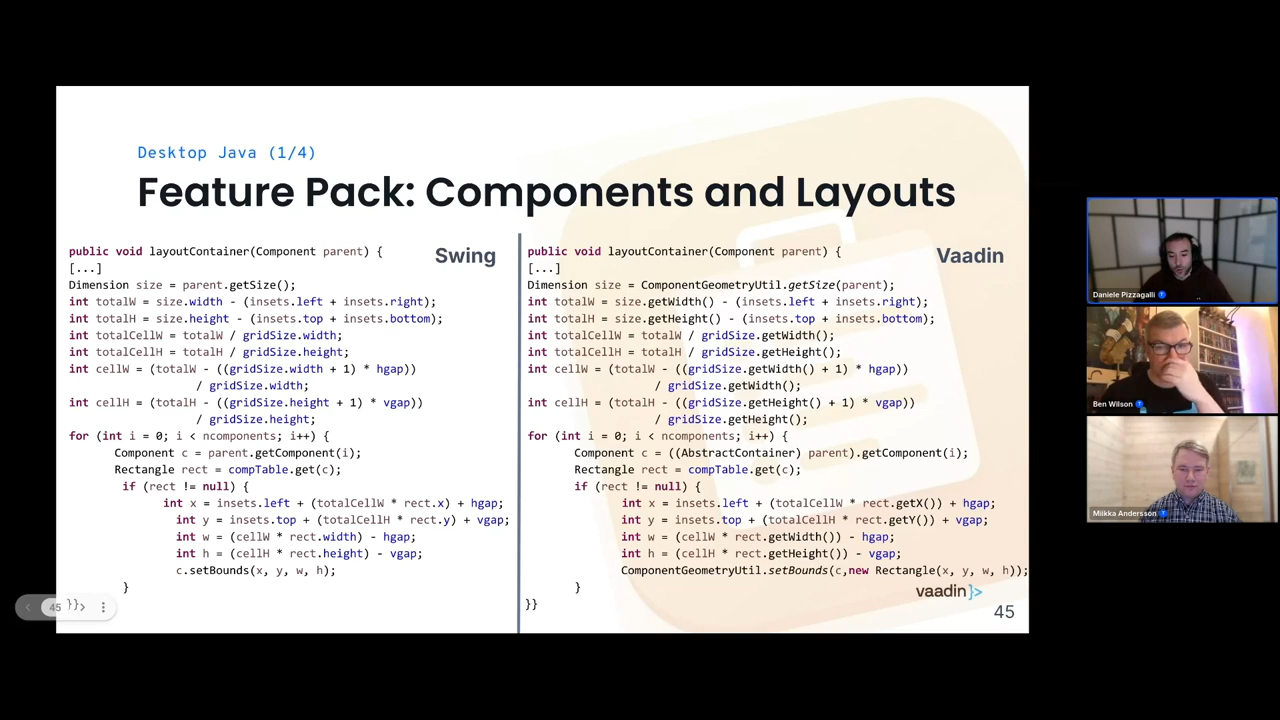 Desktop Java (1/4)
Feature Pack: Components and Layouts
Swing
public void layoutContainer(Component parent) {
[...]
Dimension size = parent.getSize();
int totalW = size.width - (insets.left + insets.right);
int totalH = size.height - (insets.top + insets.bottom);
int totalCellW = totalW / gridSize.width;
int totalCellH = totalH / gridSize.height;
int cellW = (totalW - ((gridSize.width + 1) * hgap))
/ gridSize.width;
int cellH = (totalH - ((gridSize.height + 1) * vgap))
/ gridSize.height;
for (int i = 0; i < ncomponents; i++) {
Component c = parent.getComponent(i);
Rectangle rect = compTable.get(c);
if (rect != null) {
int x = insets.left + (totalCellW * rect.x) + hgap;
int y = insets.top + (totalCellH * rect.y) + vgap;
int w = (cellW * rect.width) - hgap;
int h = (cellH * rect.height) - vgap;
c.setBounds(x, y, w, h);
}
}}
Vaadin
public void layoutContainer(Component parent) {
[...]
Dimension size = ComponentGeometryUtil.getSize(parent);
int totalW = size.getWidth() - (insets.left + insets.right);
int totalH = size.getHeight() - (insets.top + insets.bottom);
int totalCellW = totalW / gridSize.getWidth();
int totalCellH = totalH / gridSize.getHeight();
int cellW = (totalW - ((gridSize.getWidth() + 1) * hgap))
/ gridSize.getWidth();
int cellH = (totalH - ((gridSize.getHeight() + 1) * vgap))
/ gridSize.getHeight();
for (int i = 0; i < ncomponents; i++) {
Component c = ((AbstractContainer) parent).getComponent(i);
Rectangle rect = compTable.get(c);
if (rect != null) {
int x = insets.left + (totalCellW * rect.getX()) + hgap;
int y = insets.top + (totalCellH * rect.getY()) + vgap;
int w = (cellW * rect.getWidth()) - hgap;
int h = (cellH * rect.getHeight()) - vgap;
ComponentGeometryUtil.setBounds(c,new Rectangle(x, y, w, h));
}
}}
vaadin}>
45
45
Daniele Pizzagalli
Ben Wilson
Miikka Andersson